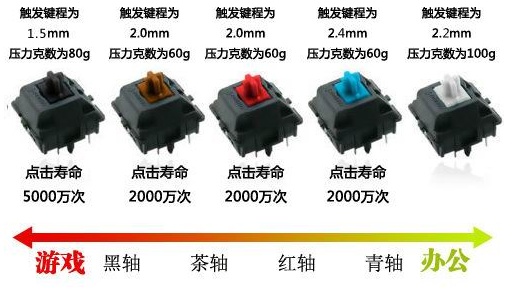 触发键程为 触发键程为 触发键程为 触发键程为 触发键程为
1.5mm 2.0mm 2.0mm 2.4mm 2.2mm
压力克数为80g 压力克数为60g 压力克数为60g 压力克数为60g 压力克数为100g
点击寿命 点击寿命 点击寿命 点击寿命
5000万次 2000万次 2000万次 2000万次
游戏 黑轴 茶轴 红轴 青轴 办公